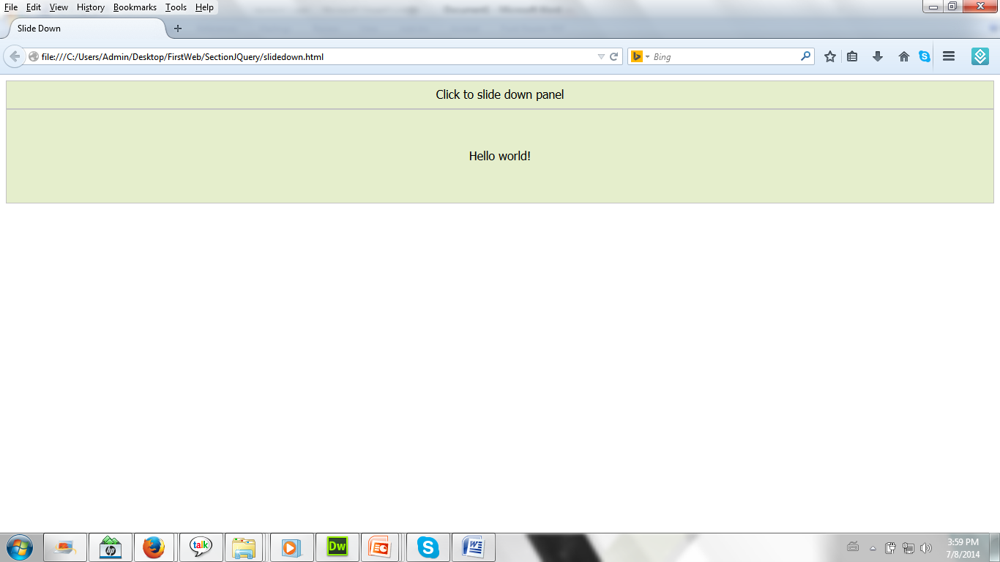 File Edit View History Bookmarks Tools Help
Slide Down
file:///C:/Users/Admin/Desktop/FirstWeb/SectionJQuery/slidedown.html
Bing
Click to slide down panel
Hello world!
hp
talk
Dw
3:59 PM
7/8/2014